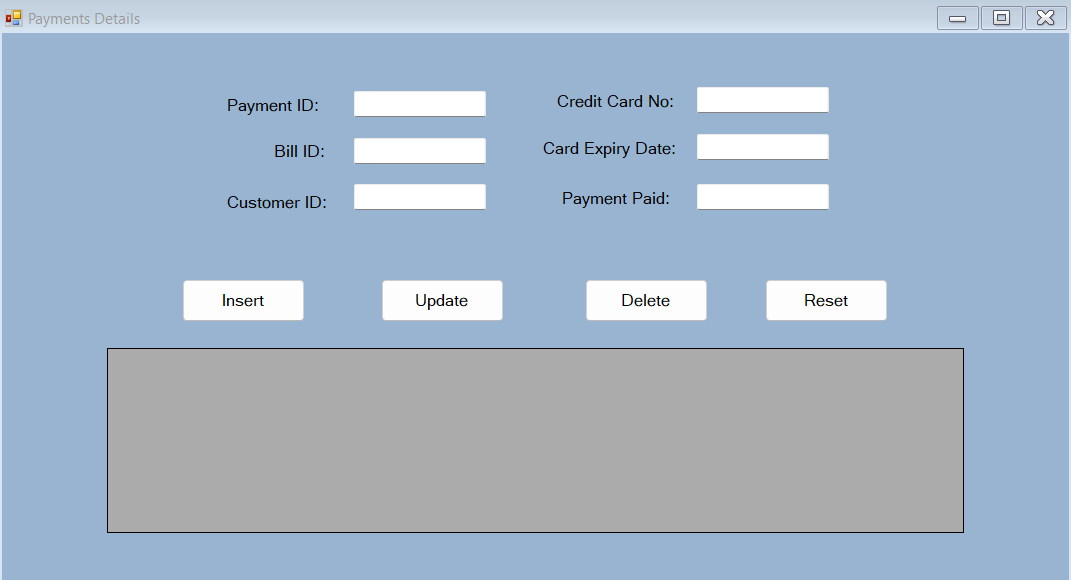 Payments Details
Payment ID:
Credit Card No:
Bill ID:
Card Expiry Date:
Customer ID:
Payment Paid:
Insert Update Delete Reset